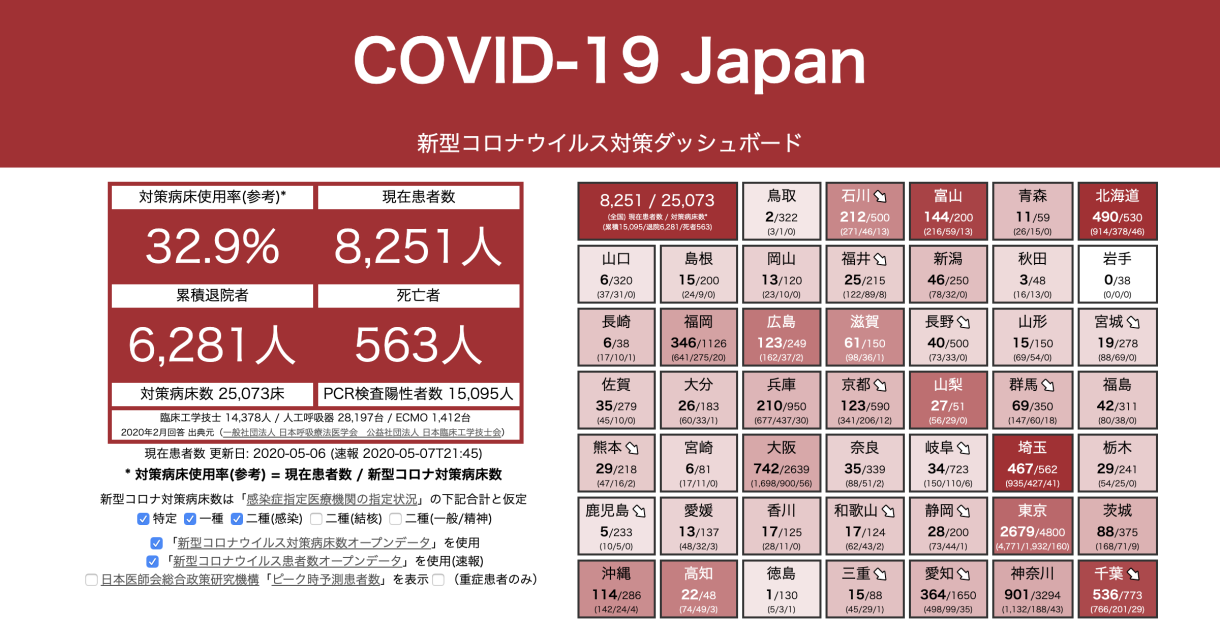 COVID-19 Japan
新型コロナウイルス対策ダッシュボード
対策病床使用率(参考)*
現在患者数
32.9%
8,251人
累積退院者
死亡者
6,281人
563人
対策病床数 25,073床
PCR検査陽性者数 15,095人
臨床工学技士 14,378人 / 人工呼吸器 28,197台 / ECMO 1,412台
2020年2月回答 出典元（一般社団法人 日本呼吸療法医学会　公益社団法人 日本臨床工学技士会）
現在患者数 更新日: 2020-05-06 (速報 2020-05-07T21:45)
* 対策病床使用率(参考) = 現在患者数 / 新型コロナ対策病床数
新型コロナ対策病床数は「感染症指定医療機関の指定状況」の下記合計と仮定
特定 一種 二種(感染) 二種(結核) 二種(一般/精神)
「新型コロナウイルス対策病床数オープンデータ」を使用
「新型コロナウイルス患者数オープンデータ」を使用(速報)
日本医師会総合政策研究機構「ピーク時予測患者数」を表示 （重症患者のみ）
8,251 / 25,073
(全国) 現在患者数 / 対策病床数*
(累積15,095/退院6,281/死者563)
鳥取
2/322
(3/1/0)
石川
212/500
(271/46/13)
富山
144/200
(216/59/13)
青森
11/59
(26/15/0)
北海道
490/530
(914/378/46)
山口
6/320
(37/31/0)
島根
15/200
(24/9/0)
岡山
13/120
(23/10/0)
福井
25/215
(122/89/8)
新潟
46/250
(78/32/0)
秋田
3/48
(16/13/0)
岩手
0/38
(0/0/0)
長崎
6/38
(17/10/1)
福岡
346/1126
(641/275/20)
広島
123/249
(162/37/2)
滋賀
61/150
(98/36/1)
長野
40/500
(73/33/0)
山形
15/150
(69/54/0)
宮城
19/278
(88/69/0)
佐賀
35/279
(45/10/0)
大分
26/183
(60/33/1)
兵庫
210/950
(677/437/30)
京都
123/590
(341/206/12)
山梨
27/51
(56/29/0)
群馬
69/350
(147/60/18)
福島
42/311
(80/38/0)
熊本
29/218
(47/16/2)
宮崎
6/81
(17/11/0)
大阪
742/2639
(1,698/900/56)
奈良
35/339
(88/51/2)
岐阜
34/723
(150/110/6)
埼玉
467/562
(935/427/41)
栃木
29/241
(54/25/0)
鹿児島
5/233
(10/5/0)
愛媛
13/137
(48/32/3)
香川
17/125
(28/11/0)
和歌山
17/124
(62/43/2)
静岡
28/200
(73/44/1)
東京
2679/4800
(4,771/1,932/160)
茨城
88/375
(168/71/9)
沖縄
114/286
(142/24/4)
高知
22/48
(74/49/3)
徳島
1/130
(5/3/1)
三重
15/88
(45/29/1)
愛知
364/1650
(498/99/35)
神奈川
901/3294
(1,132/188/43)
千葉
536/773
(766/201/29)